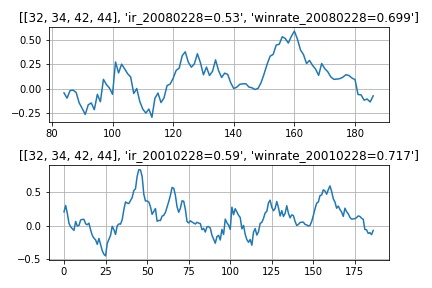 [[32, 34, 42, 44], 'ir_20080228=0.53', 'winrate_20080228=0.699']
0.50
0.25
0.00
−0.25
80 100 120 140 160 180
[[32, 34, 42, 44], 'ir_20010228=0.59', 'winrate_20010228=0.717']
0.5
0.0
−0.5
0 25 50 75 100 125 150 175